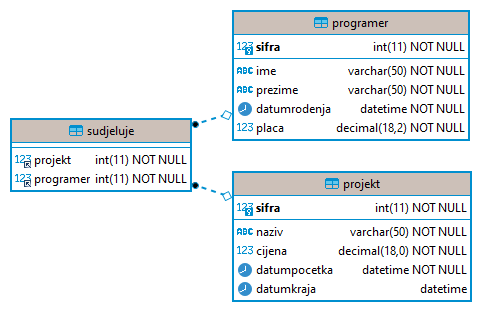 programer
123 sifra int(11) NOT NULL
ABC ime varchar(50) NOT NULL
ABC prezime varchar(50) NOT NULL
datumrodenja datetime NOT NULL
123 placa decimal(18,2) NOT NULL
sudjeluje
123 projekt int(11) NOT NULL
123 programer int(11) NOT NULL
projekt
123 sifra int(11) NOT NULL
ABC naziv varchar(50) NOT NULL
123 cijena decimal(18,0) NOT NULL
datumpocetka datetime NOT NULL
datumkraja datetime